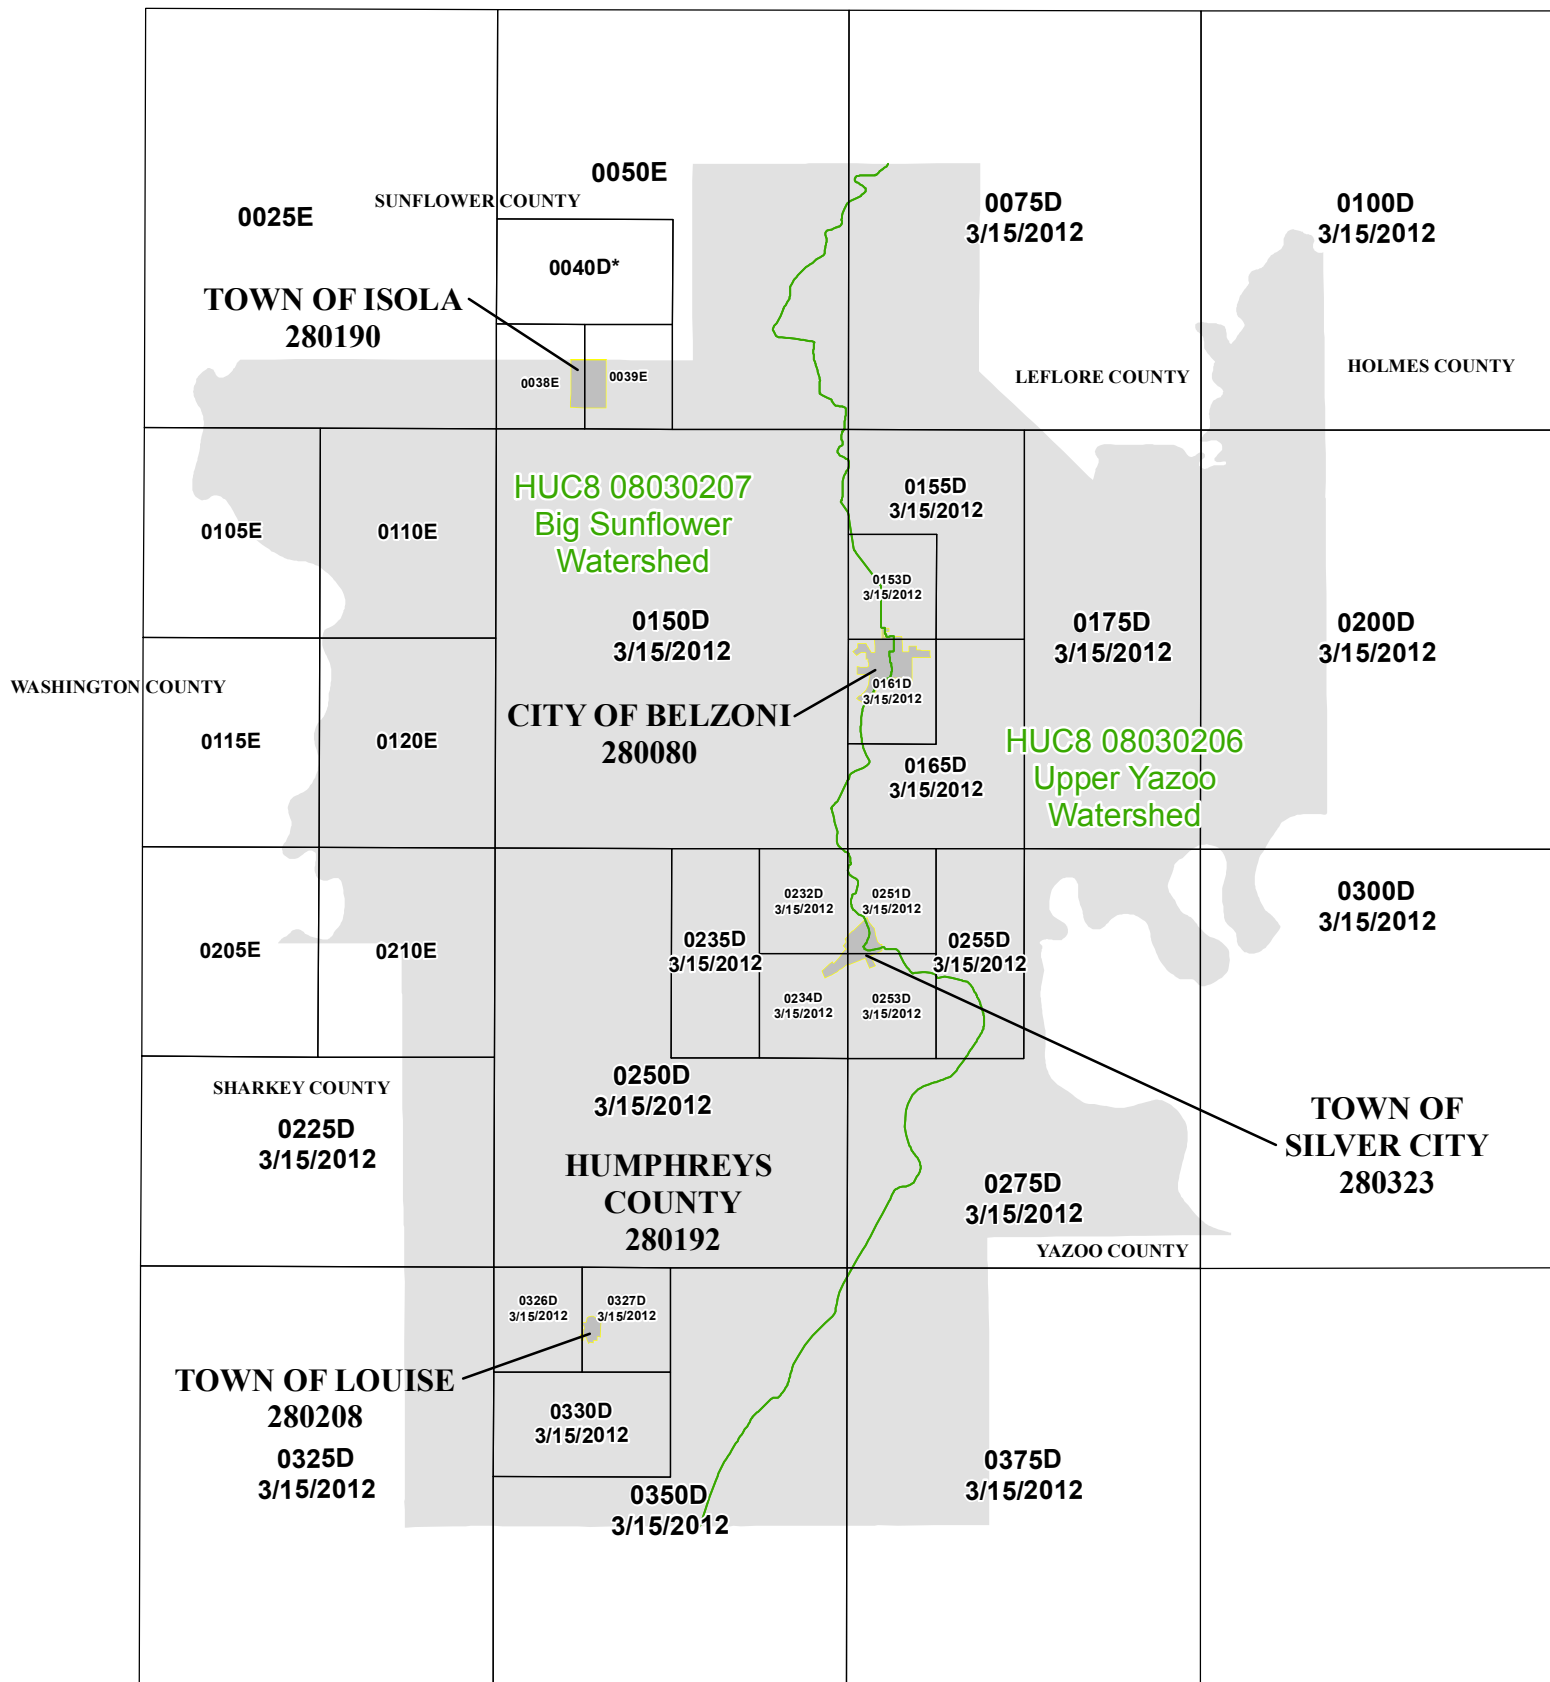 0050E
SUNFLOWER COUNTY
0025E
0075D
3/15/2012
0100D
3/15/2012
0040D*
TOWN OF ISOLA
280190
0038E
0039E
LEFLORE COUNTY
HOLMES COUNTY
HUC8 08030207
Big Sunflower
Watershed
0155D
3/15/2012
0105E
0110E
0153D
3/15/2012
0150D
3/15/2012
0175D
3/15/2012
0200D
3/15/2012
WASHINGTON COUNTY
0161D
3/15/2012
CITY OF BELZONI
280080
0115E
0120E
HUC8 08030206
Upper Yazoo
Watershed
0165D
3/15/2012
0232D
3/15/2012
0251D
3/15/2012
0300D
3/15/2012
0205E
0210E
0235D
3/15/2012
0255D
3/15/2012
0234D
3/15/2012
0253D
3/15/2012
SHARKEY COUNTY
0225D
3/15/2012
0250D
3/15/2012
TOWN OF
SILVER CITY
280323
HUMPHREYS
COUNTY
280192
0275D
3/15/2012
YAZOO COUNTY
0326D
3/15/2012
0327D
3/15/2012
TOWN OF LOUISE
280208
0330D
3/15/2012
0325D
3/15/2012
0350D
3/15/2012
0375D
3/15/2012